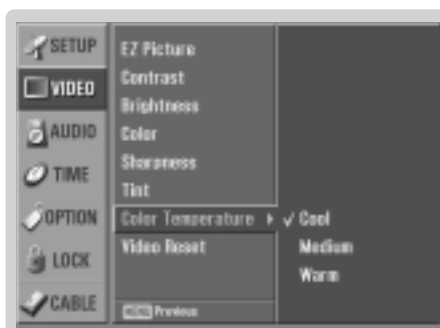 SETUP
VIDEO
AUDIO
TIME
OPTION
LOCK
CABLE
EZ Picture
Contrast
Brightness
Color
Sharpness
Tint
Color Temperature
Video Reset
Previous
Cool
Medium
Warm